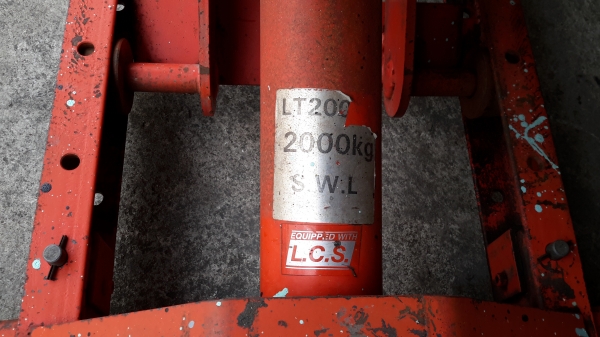 LT200
2000kg
S.W.L
EQUIPPED WITH
L.C.S.